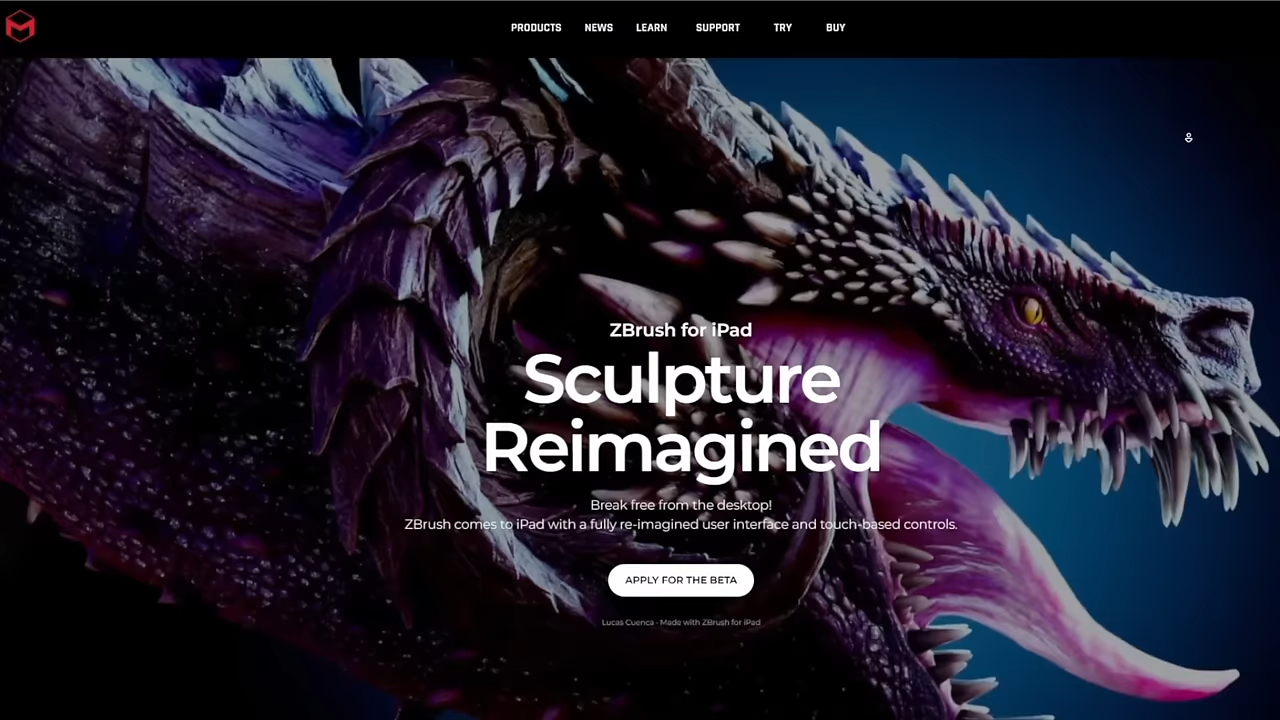 PRODUCTS NEWS LEARN SUPPORT TRY BUY
ZBrush for iPad
Sculpture
Reimagined
Break free from the desktop!
ZBrush comes to iPad with a fully re-imagined user interface and touch-based controls.
APPLY FOR THE BETA
Lucas Cuenca - Made with ZBrush for iPad